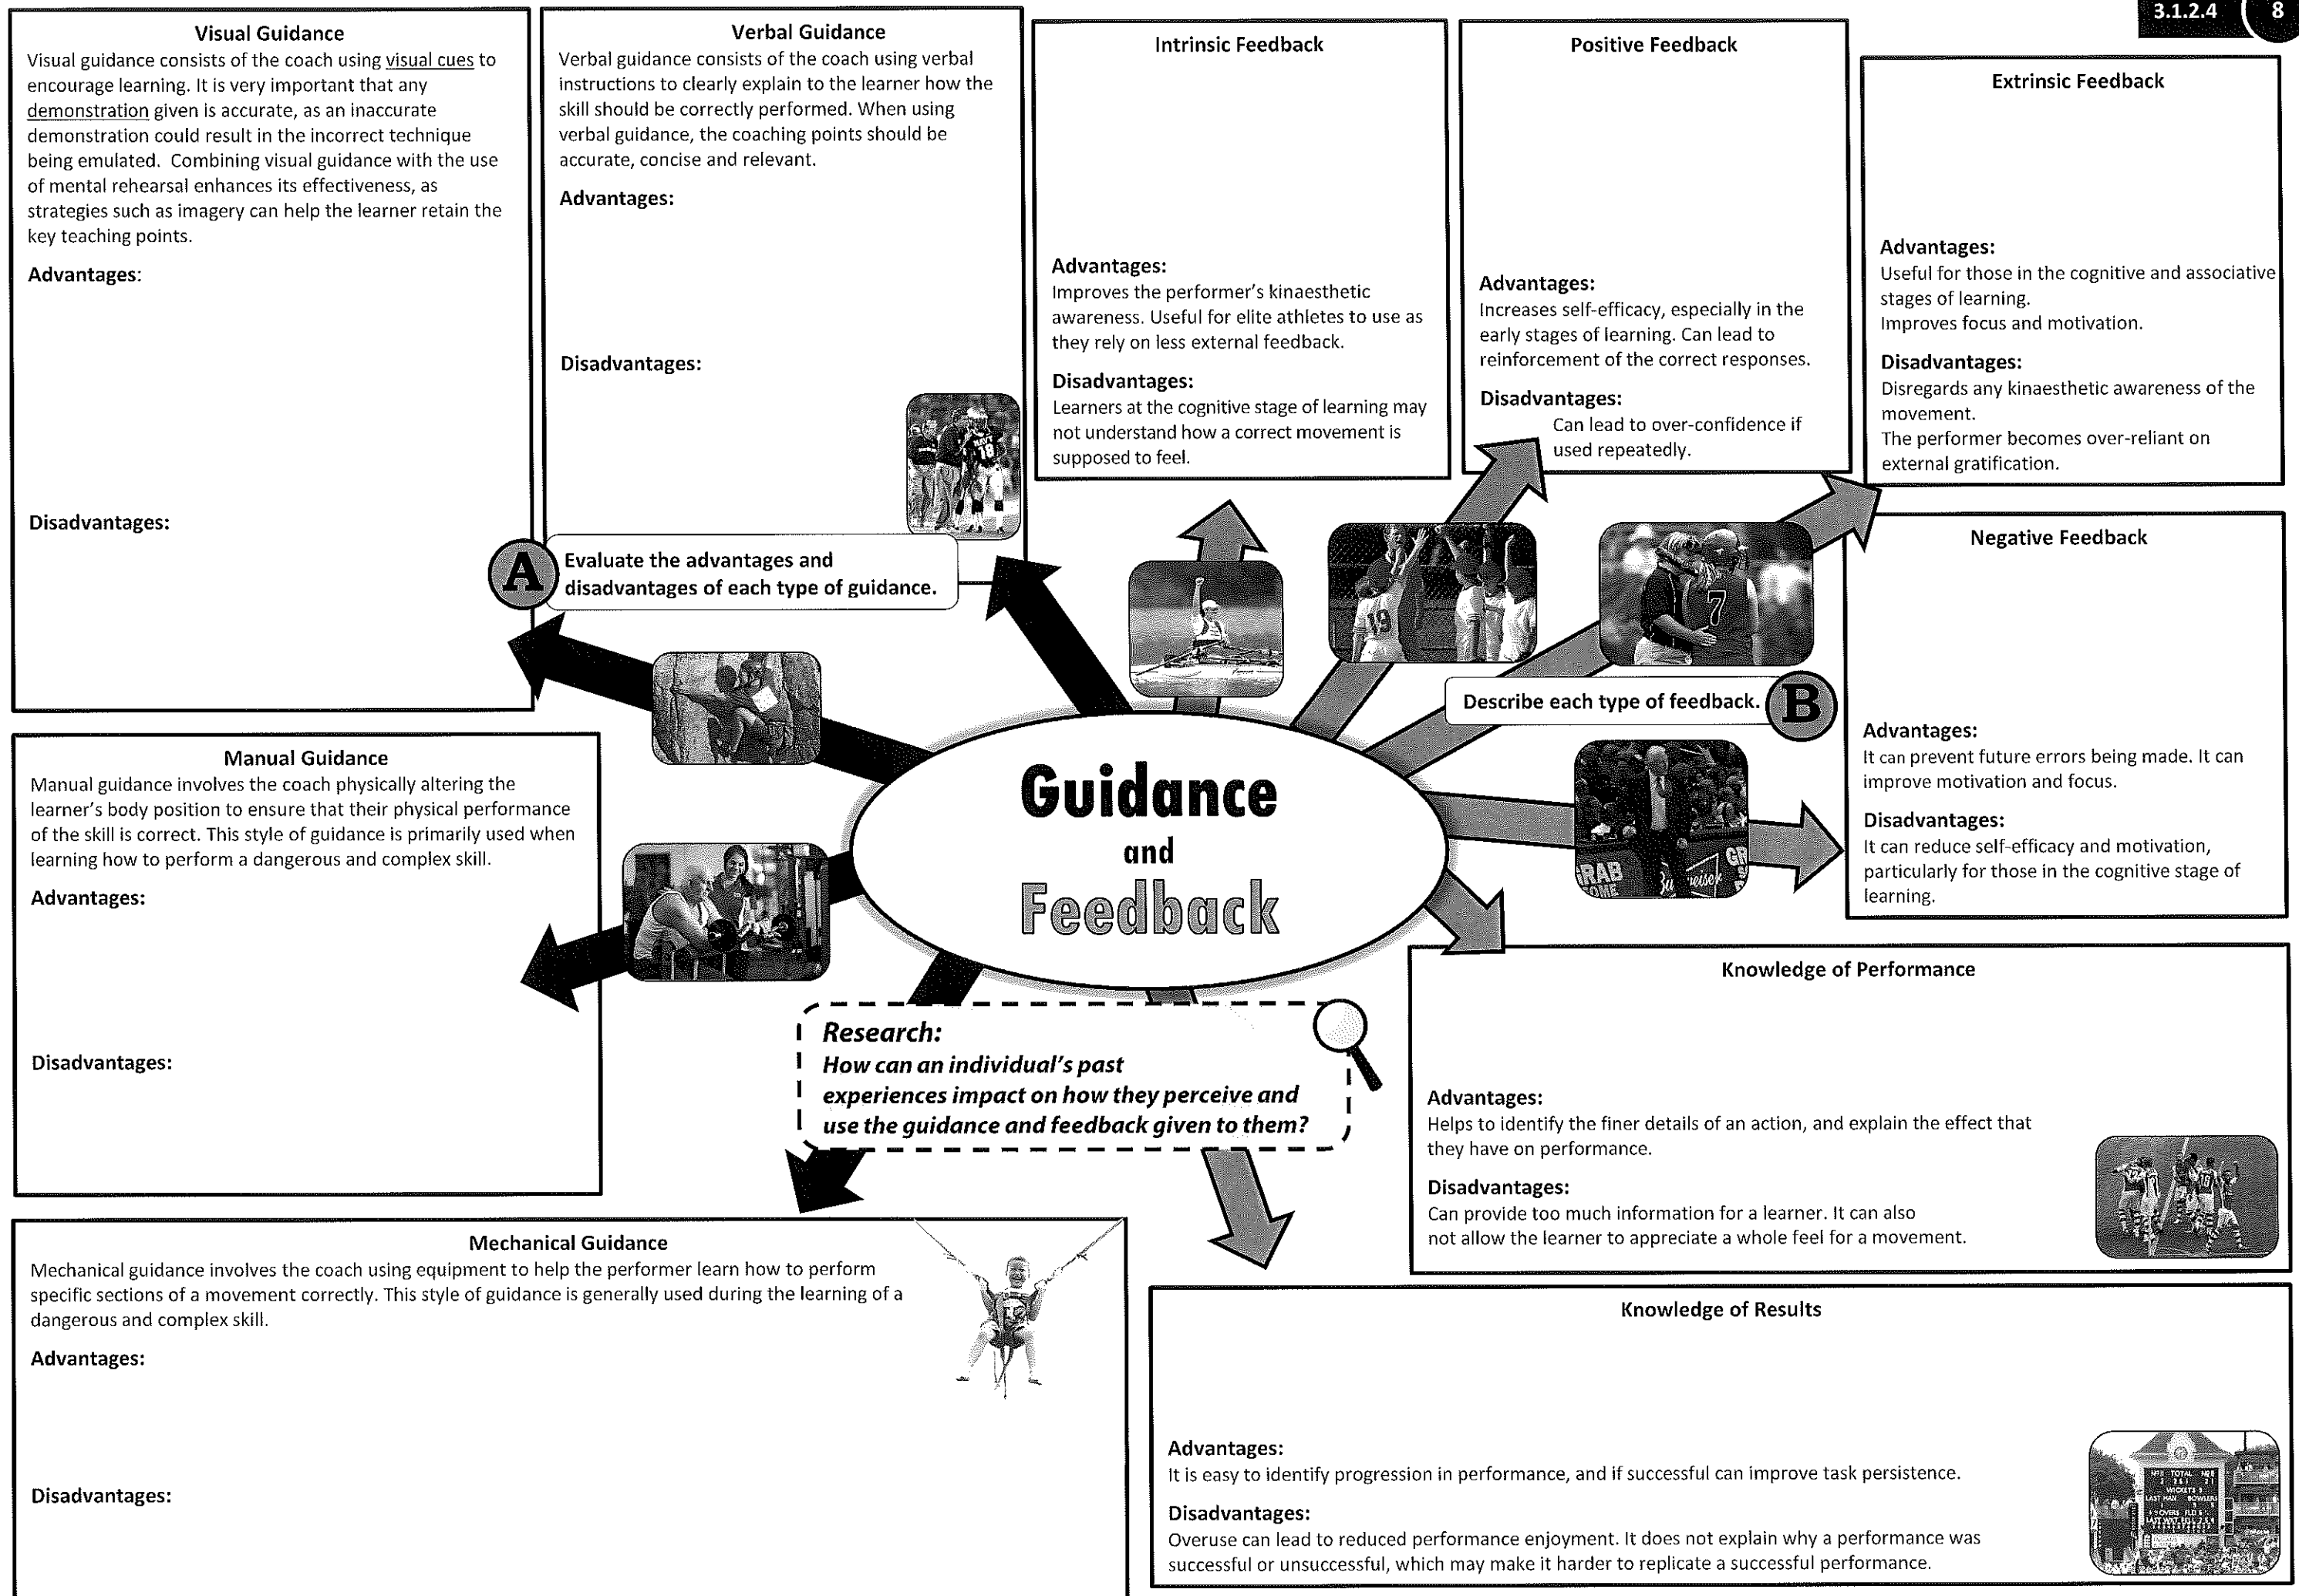 3.1.2.4
8
Visual Guidance
Visual guidance consists of the coach using visual cues to
encourage learning. It is very important that any
demonstration given is accurate, as an inaccurate
demonstration could result in the incorrect technique
being emulated. Combining visual guidance with the use
of mental rehearsal enhances its effectiveness, as
strategies such as imagery can help the learner retain the
key teaching points.
Advantages:
Disadvantages:
Verbal Guidance
Verbal guidance consists of the coach using verbal
instructions to clearly explain to the learner how the
skill should be correctly performed. When using
verbal guidance, the coaching points should be
accurate, concise and relevant.
Advantages:
Disadvantages:
Intrinsic Feedback
Advantages:
Improves the performer's kinaesthetic
awareness. Useful for elite athletes to use as
they rely on less external feedback.
Disadvantages:
Learners at the cognitive stage of learning may
not understand how a correct movement is
supposed to feel.
Positive Feedback
Advantages:
Increases self-efficacy, especially in the
early stages of learning. Can lead to
reinforcement of the correct responses.
Disadvantages:
Can lead to over-confidence if
used repeatedly.
Extrinsic Feedback
Advantages:
Useful for those in the cognitive and associative
stages of learning.
Improves focus and motivation.
Disadvantages:
Disregards any kinaesthetic awareness of the
movement.
The performer becomes over-reliant on
external gratification.
A
Evaluate the advantages and
disadvantages of each type of guidance.
18
19
7
Describe each type of feedback.
B
Negative Feedback
Advantages:
It can prevent future errors being made. It can
improve motivation and focus.
Disadvantages:
It can reduce self-efficacy and motivation,
particularly for those in the cognitive stage of
learning.
GRAB
Manual Guidance
Manual guidance involves the coach physically altering the
learner's body position to ensure that their physical performance
of the skill is correct. This style of guidance is primarily used when
learning how to perform a dangerous and complex skill.
Advantages:
Disadvantages:
Guidance
and
Feedback
Research:
How can an individual's past
experiences impact on how they perceive and
use the guidance and feedback given to them?
Knowledge of Performance
Advantages:
Helps to identify the finer details of an action, and explain the effect that
they have on performance.
Disadvantages:
Can provide too much information for a learner. It can also
not allow the learner to appreciate a whole feel for a movement.
Mechanical Guidance
Mechanical guidance involves the coach using equipment to help the performer learn how to perform
specific sections of a movement correctly. This style of guidance is generally used during the learning of a
dangerous and complex skill.
Advantages:
Disadvantages:
Knowledge of Results
Advantages:
It is easy to identify progression in performance, and if successful can improve task persistence.
Disadvantages:
Overuse can lead to reduced performance enjoyment. It does not explain why a performance was
successful or unsuccessful, which may make it harder to replicate a successful performance.
TOTAL
WICKETS
LAST MAN BOWLERS